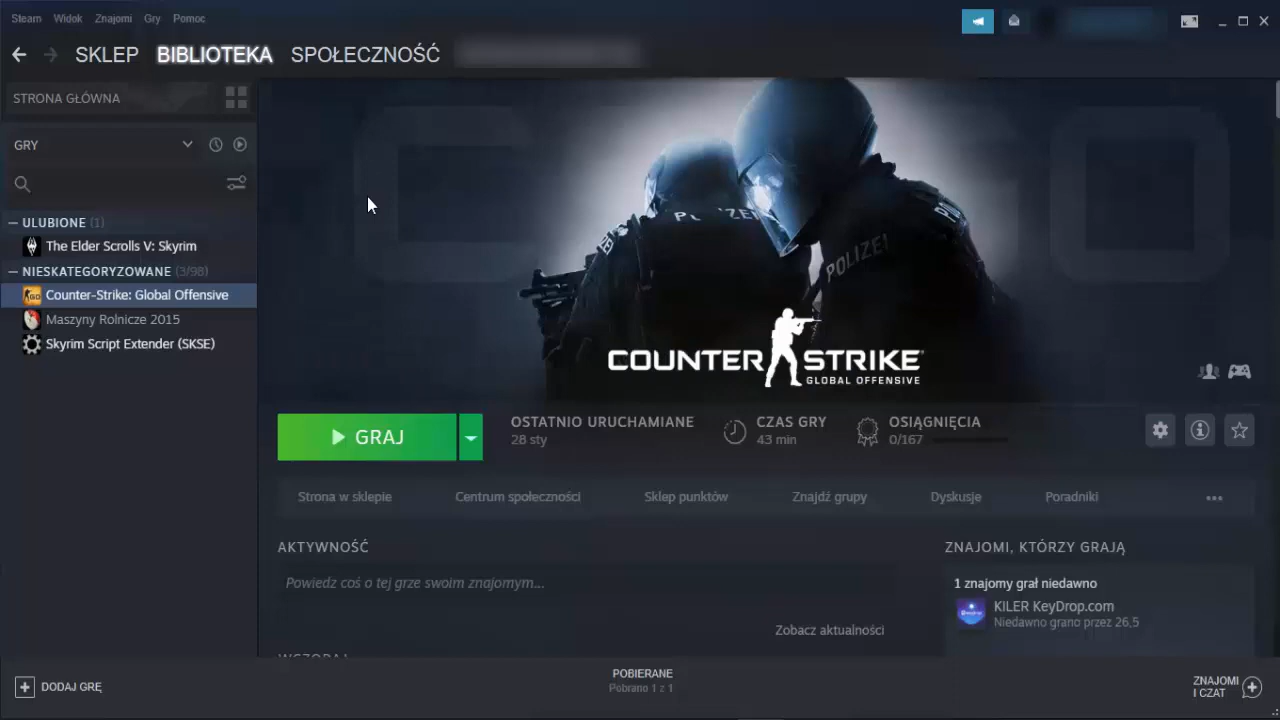 Steam Widok Znajomi Gry Pomoc
SKLEP BIBLIOTEKA SPOŁECZNOŚĆ
STRONA GŁÓWNA
GRY
ULUBIONE (1)
The Elder Scrolls V: Skyrim
NIESKATEGORYZOWANE (3/98)
Counter-Strike: Global Offensive
Maszyny Rolnicze 2015
Skyrim Script Extender (SKSE)
POLIZEI
POLIZEI
COUNTER STRIKE
GLOBAL OFFENSIVE
GRAJ
OSTATNIO URUCHAMIANE
28 sty
CZAS GRY
43 min
OSIĄGNIĘCIA
0/167
Strona w sklepie Centrum społeczności Sklep punktów Znajdź grupy Dyskusje Poradniki
AKTYWNOŚĆ
Powiedz coś o tej grze swoim znajomym...
Zobacz aktualności
WCZORAJ
ZNAJOMI, KTÓRZY GRAJĄ
1 znajomy grał niedawno
KILER KeyDrop.com
Niedawno grano przez 26,5
DODAJ GRĘ
POBIERANE
Pobrano 1 z 1
ZNAJOMI
I CZAT